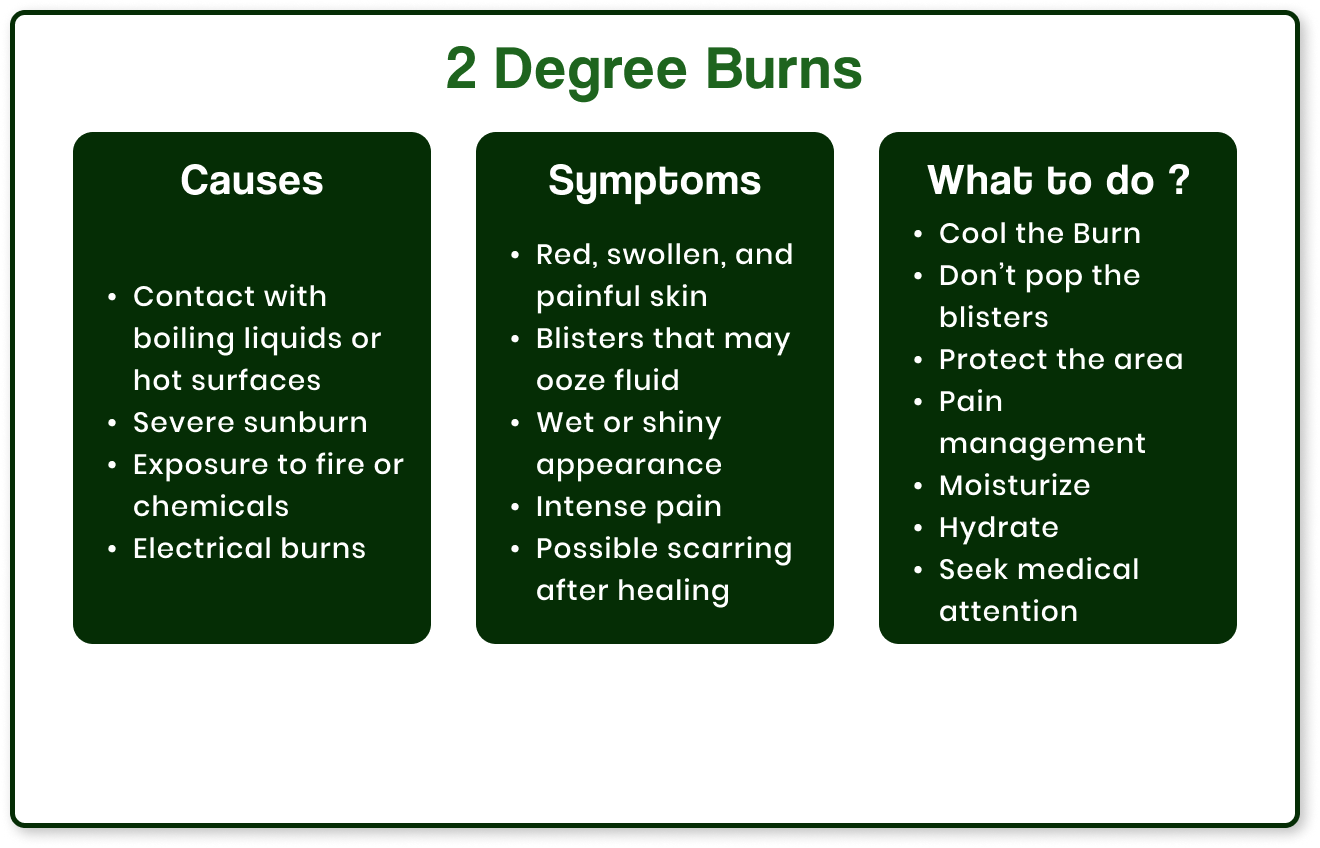 2 Degree Burns
Causes
• Contact with
boiling liquids or
hot surfaces
• Severe sunburn
• Exposure to fire or
chemicals
• Electrical burns
Symptoms
• Red, swollen, and
painful skin
• Blisters that may
ooze fluid
• Wet or shiny
appearance
• Intense pain
• Possible scarring
after healing
What to do ?
• Cool the Burn
• Don’t pop the
blisters
• Protect the area
• Pain
management
• Moisturize
• Hydrate
• Seek medical
attention